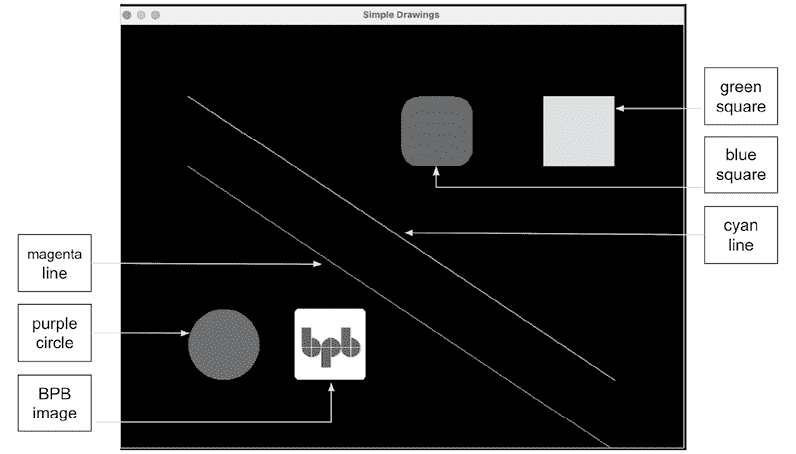 Simple Drawings
green
square
blue
square
cyan
line
magenta
line
purple
circle
bpb
BPB
image